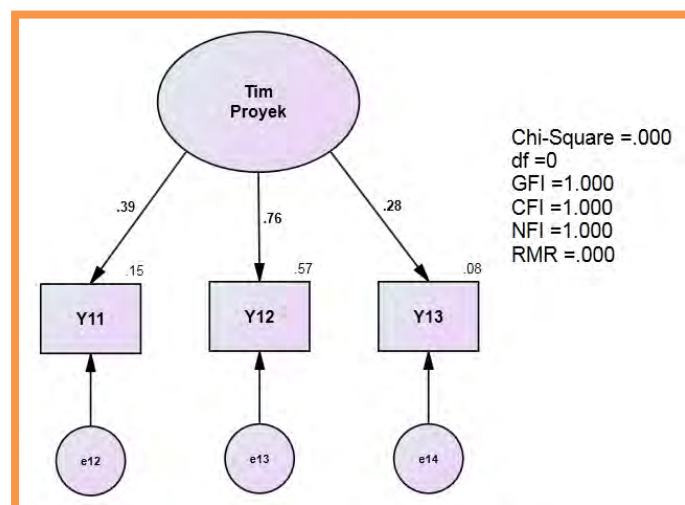 Tim
Proyek
Chi-Square =.000
df =0
GFI =1.000
CFI =1.000
NFI =1.000
RMR =.000
.39
.76
.28
.15
.57
.08
Y11
Y12
Y13
e12
e13
e14